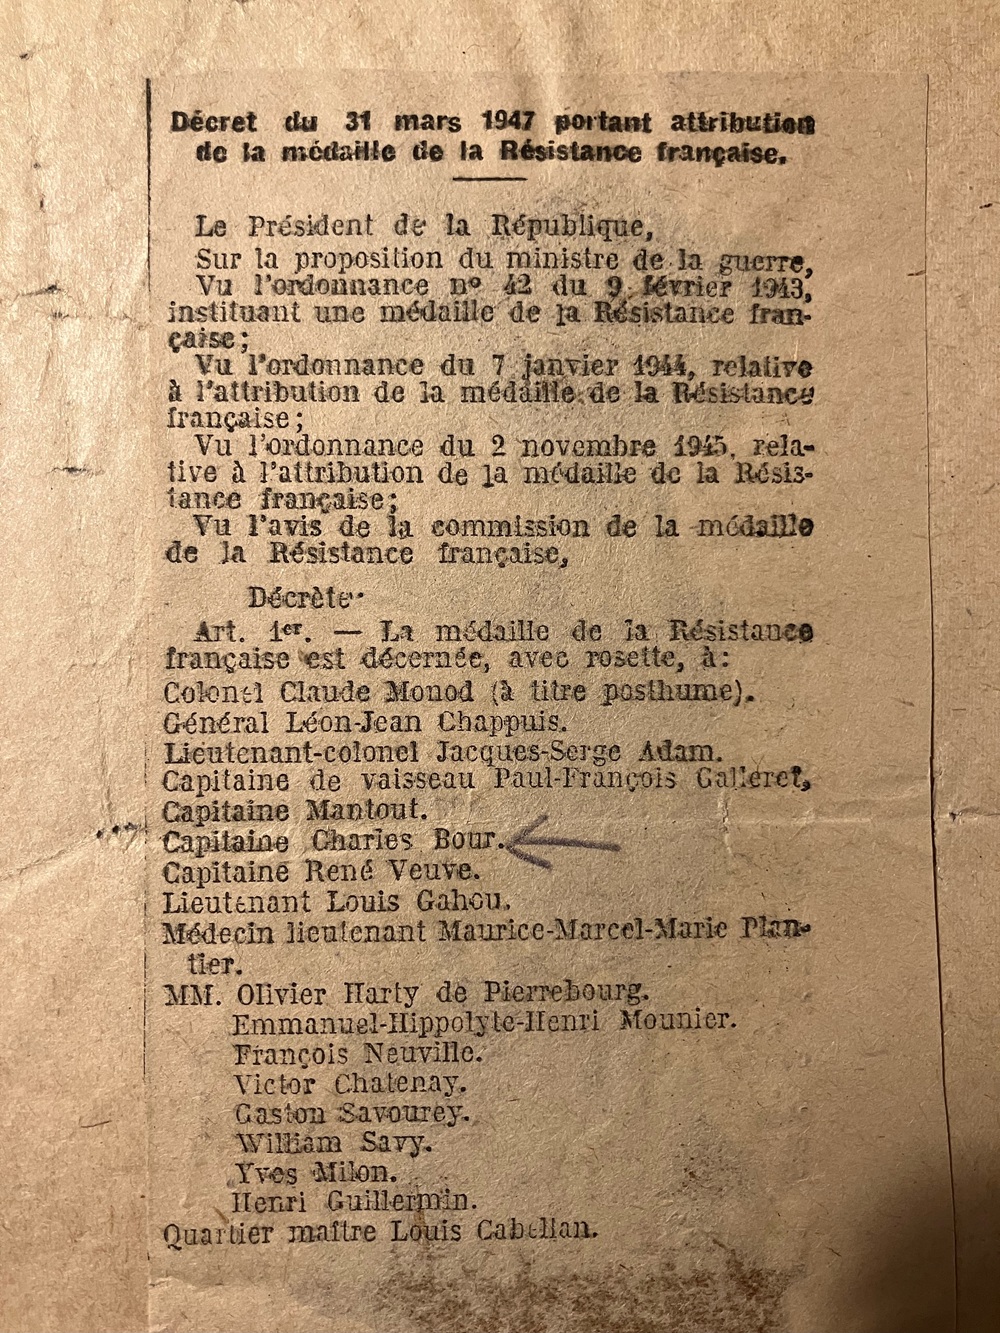 Décret du 31 mars 1947 portant attribution
de la médaille de la Résistance française.
Le Président de la République,
Sur la proposition du ministre de la guerre,
Vu l'ordonnance nº 42 du 9 février 1943,
instituant une médaille de la Résistance fran-
çaise;
Vu l'ordonnance du 7 janvier 1944, relative
à l'attribution de la médaille de la Résistance
française;
Vu l'ordonnance du 2 novembre 1945, rela-
tive à l'attribution de la médaille de la Résis-
tance française;
Vu l'avis de la commission de la médaille
de la Résistance française,
Décrète:
Art. 1er. — La médaille de la Résistance
française est décernée, avec rosette, à:
Colonel Claude Monod (à titre posthume).
Général Léon-Jean Chappuis.
Lieutenant-colonel Jacques-Serge Adam.
Capitaine de vaisseau Paul-François Galleret,
Capitaine Mantout.
Capitaine Charles Bour.
Capitaine René Veuve.
Lieutenant Louis Gahou.
Médecin lieutenant Maurice-Marcel-Marie Plan-
tier.
MM. Olivier Harty de Pierrebourg.
Emmanuel-Hippolyte-Henri Mounier.
François Neuville.
Victor Chatenay.
Gaston Savourey.
William Savy.
Yves Milon.
Henri Guillermin.
Quartier maître Louis Cabellan.